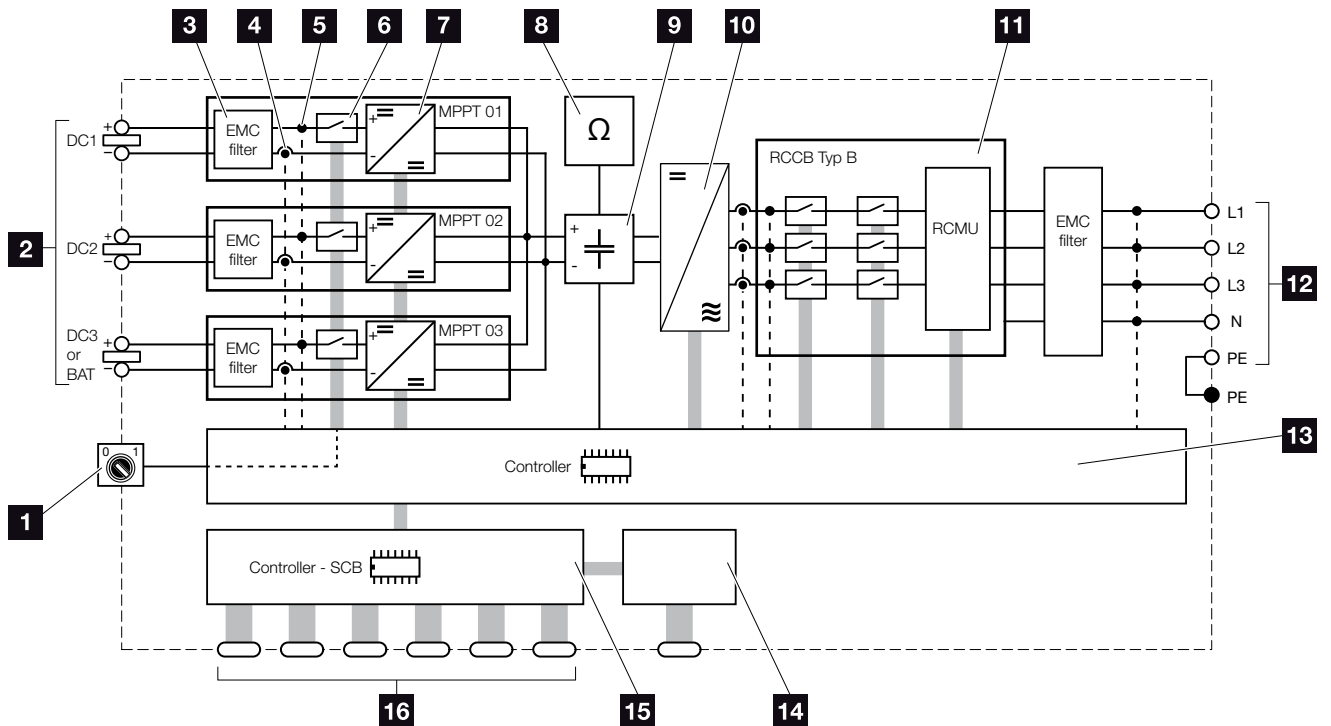 3 4 5 6 7 8 9 10 11
EMC
filter
MPPT 01
+ =
- =
DC1
+
-
Ω
RCCB Typ B
2
EMC
filter
MPPT 02
+ =
- =
DC2
+
-
+
-
=
≋
RCMU
EMC
filter
L1
L2
L3
N
PE
PE
12
DC3
or
BAT
+
-
EMC
filter
MPPT 03
+ =
- =
0 1
1
Controller
13
Controller - SCB
16 15 14